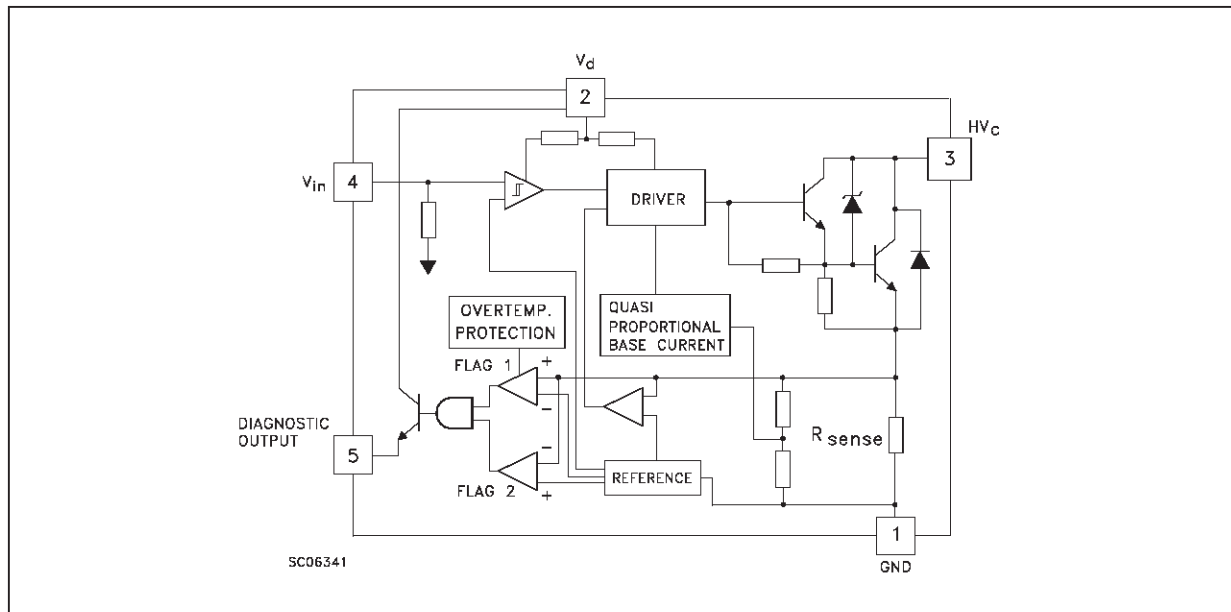 Vd
2
HVC
3
Vin
4
DRIVER
OVERTEMP.
PROTECTION
QUASI
PROPORTIONAL
BASE CURRENT
FLAG 1
+
-
DIAGNOSTIC
OUTPUT
5
-
FLAG 2
+
REFERENCE
Rsense
1
GND
SC06341